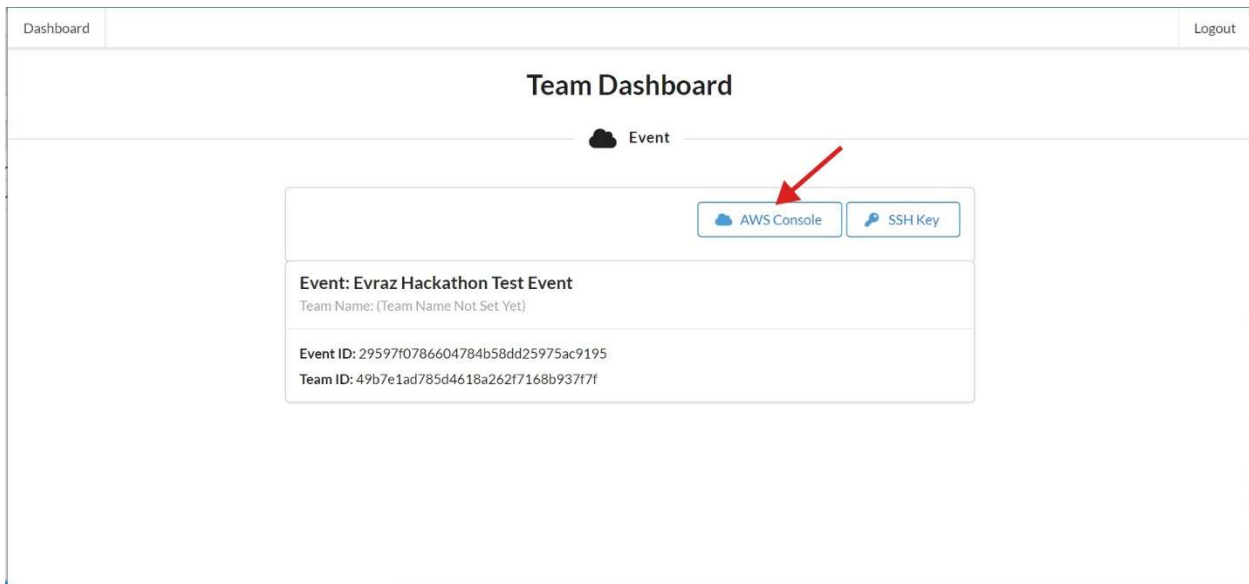 Dashboard
Logout
Team Dashboard
Event
AWS Console
SSH Key
Event: Evraz Hackathon Test Event
Team Name: (Team Name Not Set Yet)
Event ID: 29597f0786604784b58dd25975ac9195
Team ID: 49b7e1ad785d4618a262f7168b937f7f